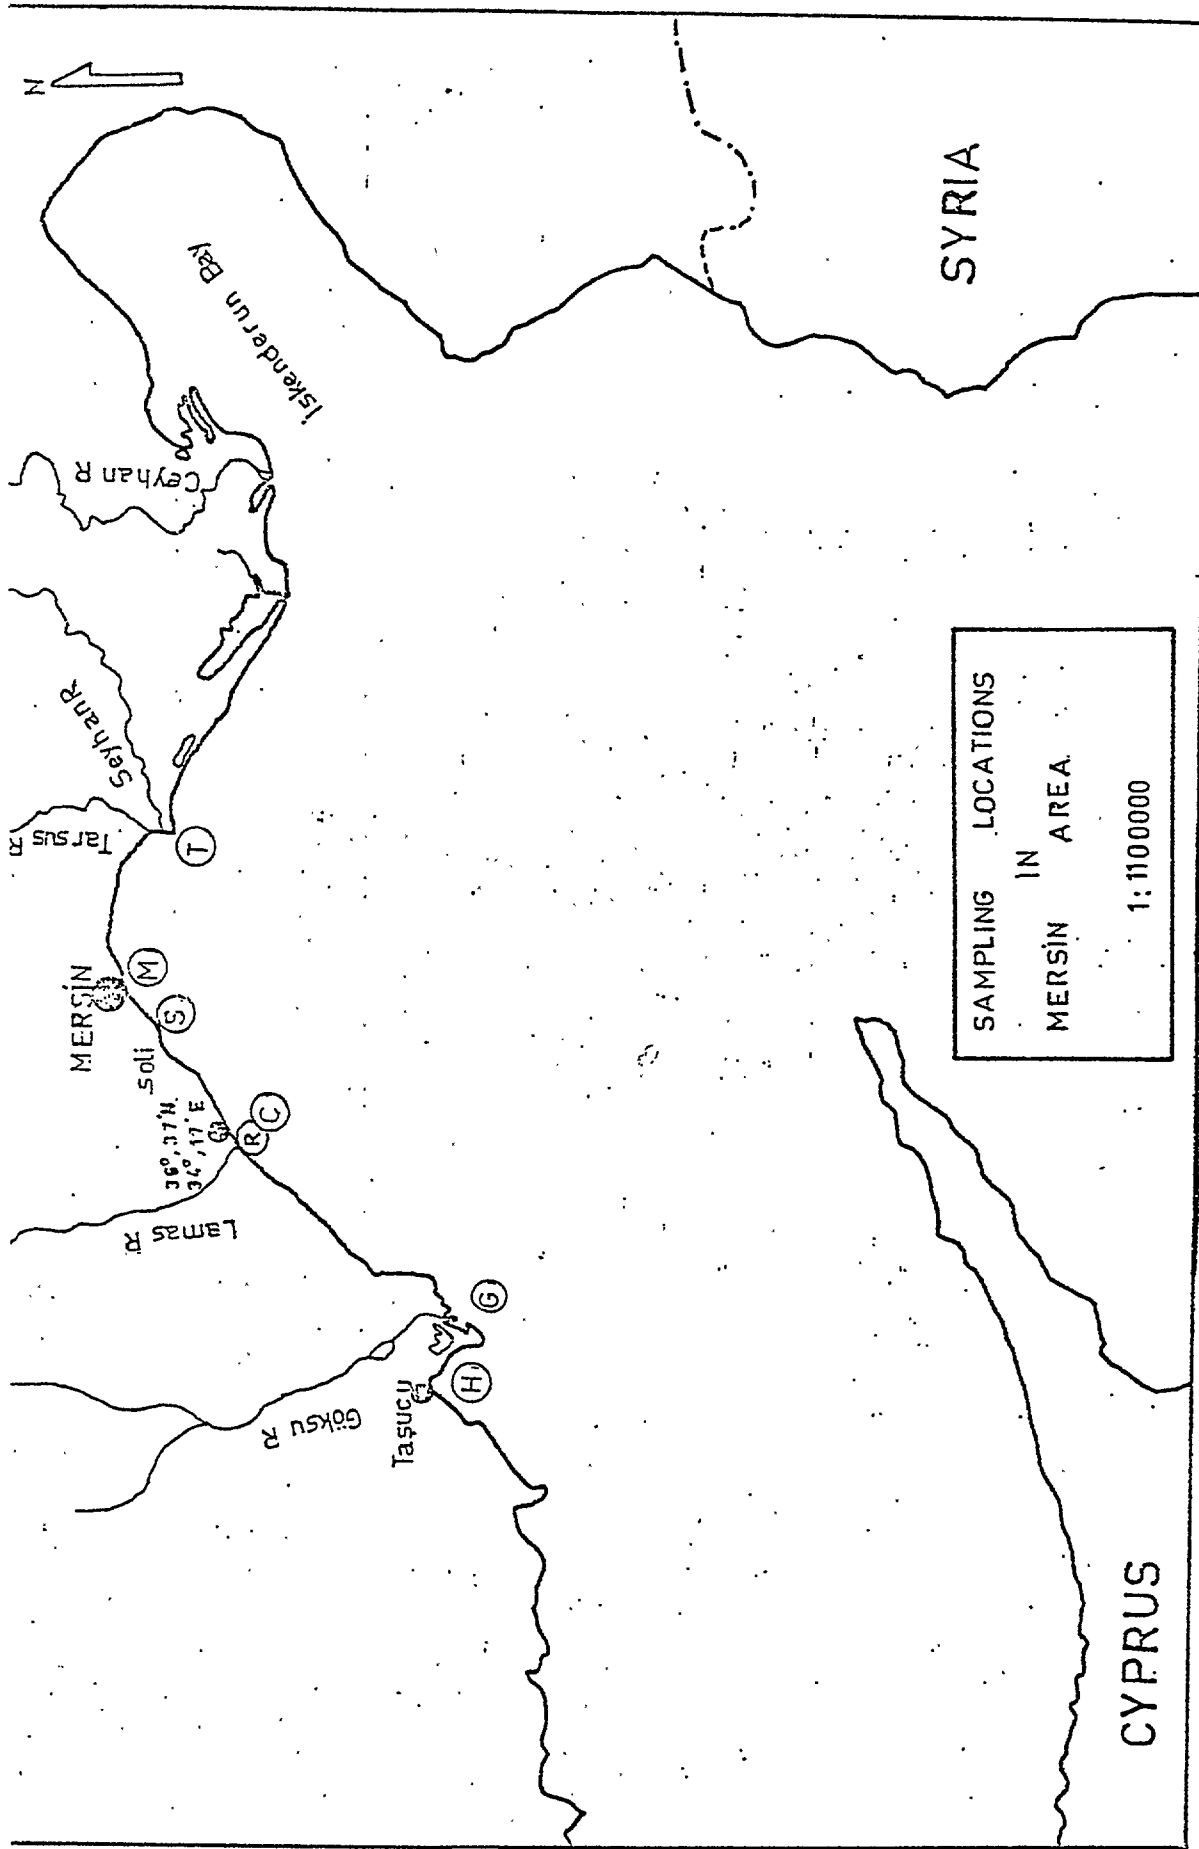 N
Tarsus R
Seyhan R
Ceyhan R
İskenderun Bay
MERSİN
M
T
Soli
S
36°,37'.N.
34°,17'.E
R
C
Lamas R
Göksu R
Taşucu
H
G
SYRIA
CYPRUS
SAMPLING LOCATIONS
IN
MERSİN AREA.
1:1100000